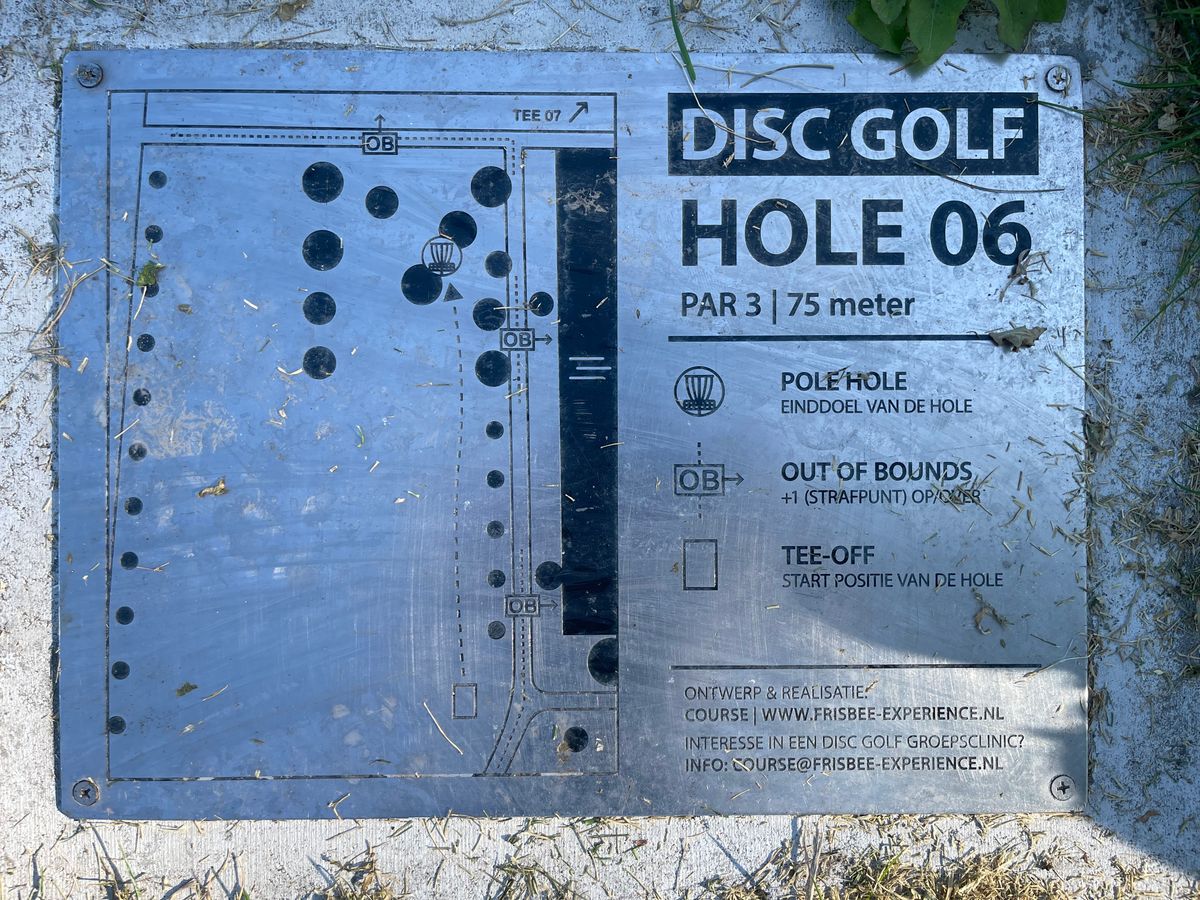 TEE 07
OB
OB
OB
DISC GOLF
HOLE 06
PAR 3 | 75 meter
POLE HOLE
EINDDOEL VAN DE HOLE
OB
OUT OF BOUNDS
+1 (STRAFPUNT) OP/OVER
TEE-OFF
START POSITIE VAN DE HOLE
ONTWERP & REALISATIE:
COURSE | WWW.FRISBEE-EXPERIENCE.NL
INTERESSE IN EEN DISC GOLF GROEPSCLINIC?
INFO: COURSE@FRISBEE-EXPERIENCE.NL